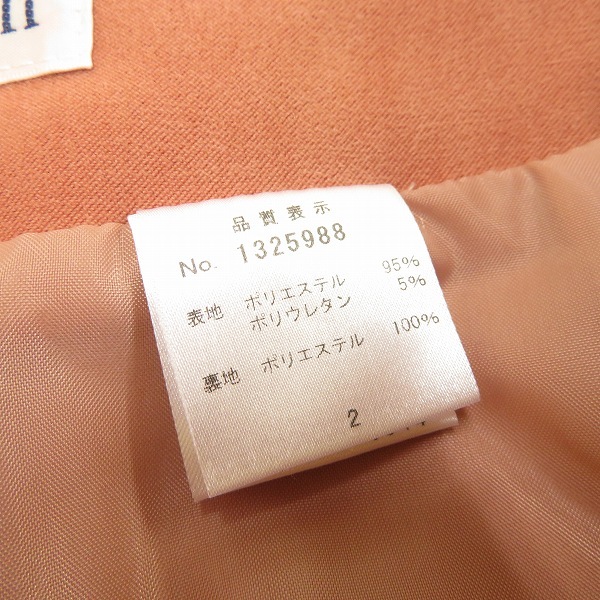 品質表示
No. 1325988
表地 ポリエステル 95%
ポリウレタン 5%
裏地 ポリエステル 100%
2